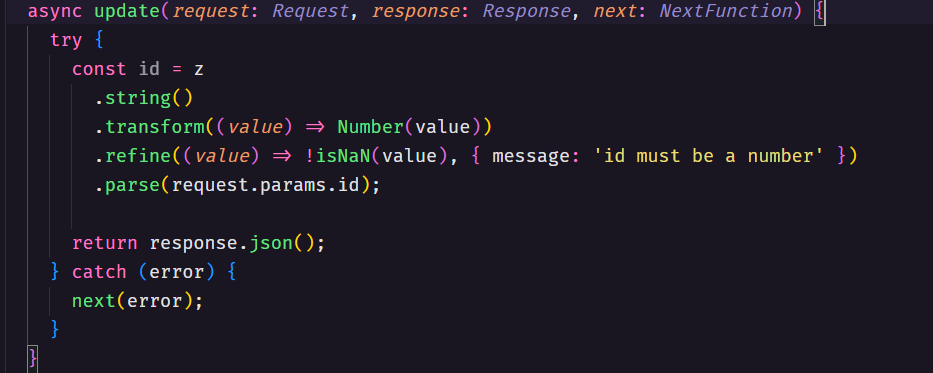 async update(request: Request, response: Response, next: NextFunction) {
try {
const id = z
.string()
.transform((value) => Number(value))
.refine((value) => !isNaN(value), { message: 'id must be a number' })
.parse(request.params.id);
return response.json();
} catch (error) {
next(error);
}
}